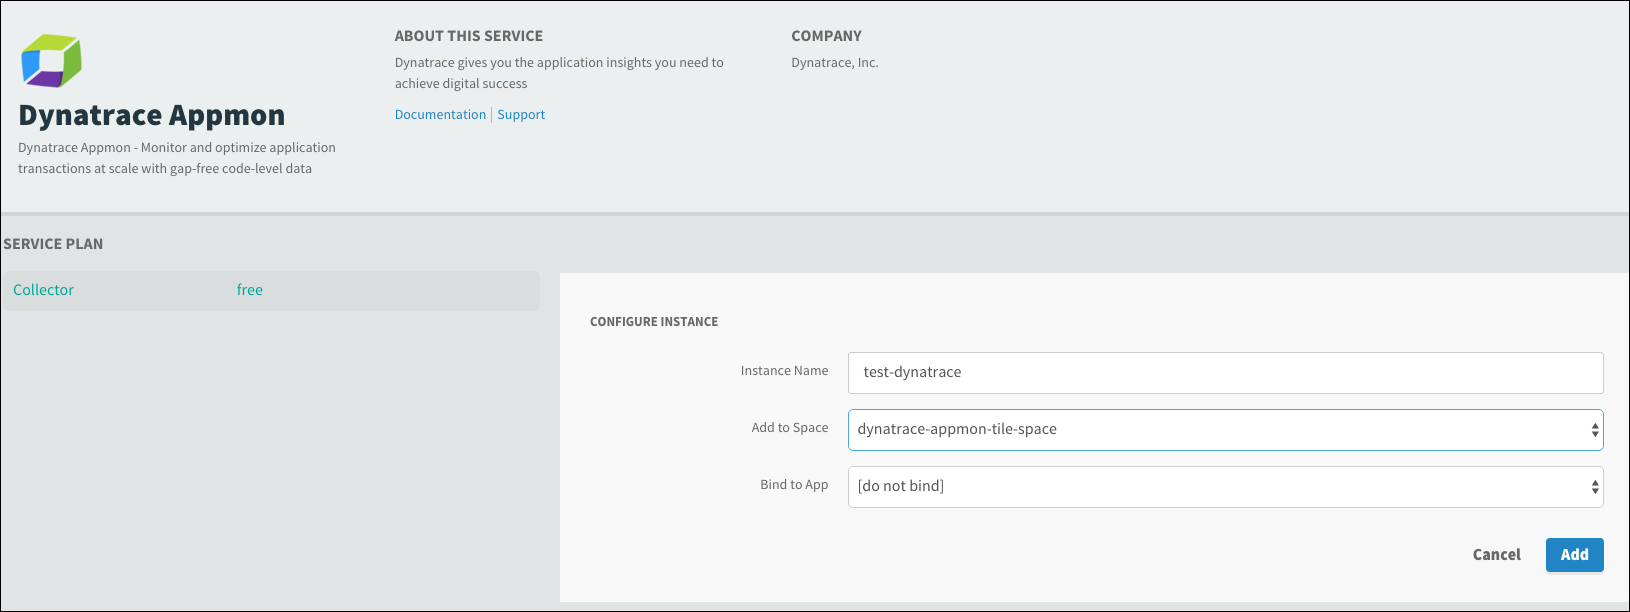 Dynatrace Appmon
Dynatrace Appmon - Monitor and optimize application
transactions at scale with gap-free code-level data
ABOUT THIS SERVICE
Dynatrace gives you the application insights you need to
achieve digital success
Documentation | Support
COMPANY
Dynatrace, Inc.
SERVICE PLAN
Collector free
CONFIGURE INSTANCE
Instance Name test-dynatrace
Add to Space dynatrace-appmon-tile-space
Bind to App [do not bind]
Cancel Add